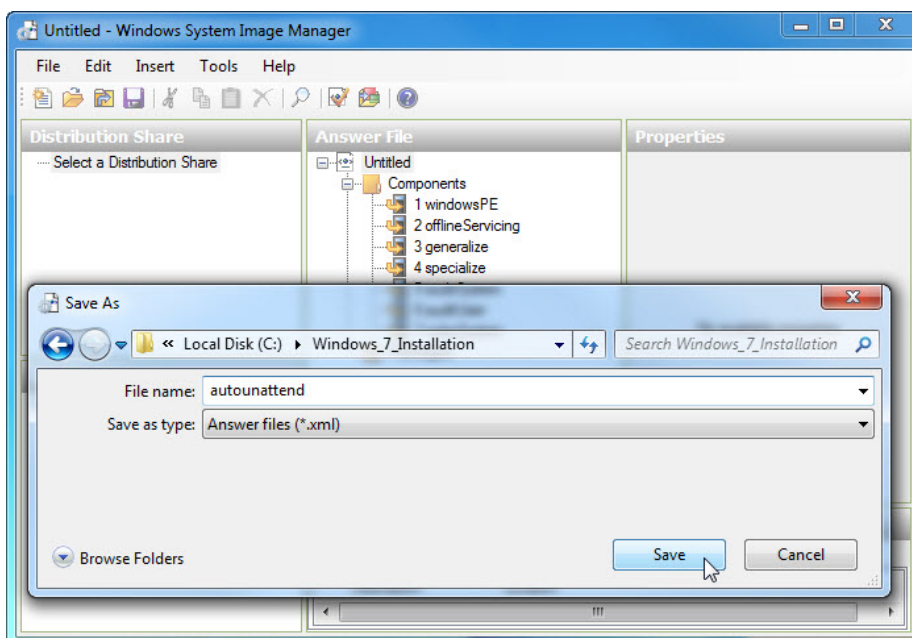 Untitled - Windows System Image Manager
File Edit Insert Tools Help
Distribution Share
Select a Distribution Share
Answer File
Untitled
Components
1 windowsPE
2 offlineServicing
3 generalize
4 specialize
Properties
Save As
« Local Disk (C:) Windows_7_Installation
Search Windows_7_Installation
File name: autounattend
Save as type: Answer files (*.xml)
Browse Folders
Save Cancel